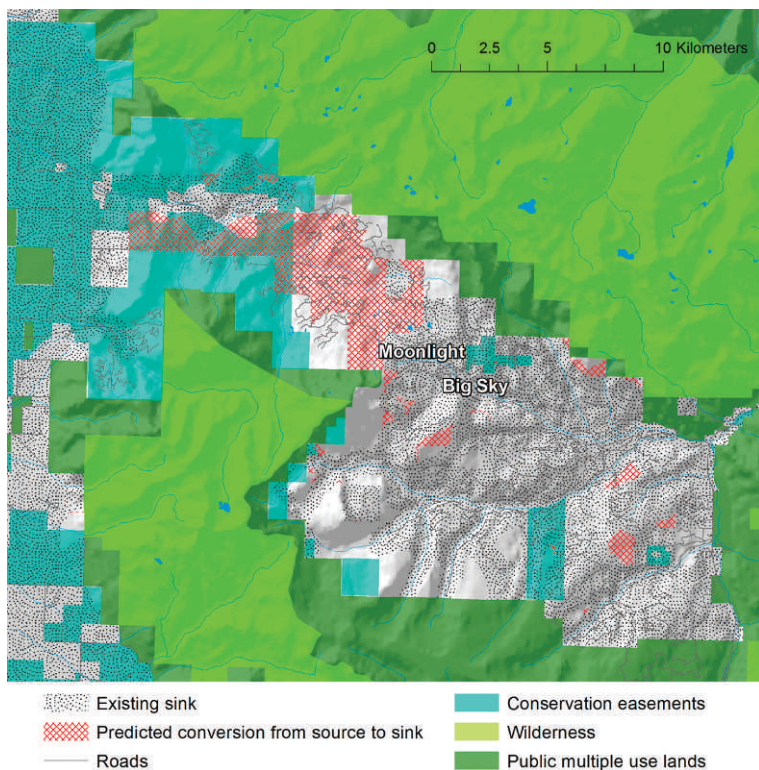 0 2.5 5 10 Kilometers
Moonlight
Big Sky
Existing sink
Predicted conversion from source to sink
Roads
Conservation easements
Wilderness
Public multiple use lands